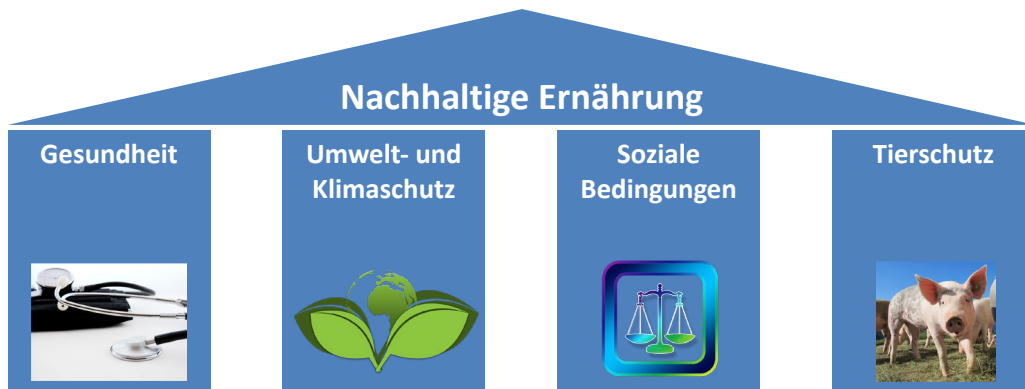 Nachhaltige Ernährung
Gesundheit
Umwelt- und
Klimaschutz
Soziale
Bedingungen
Tierschutz